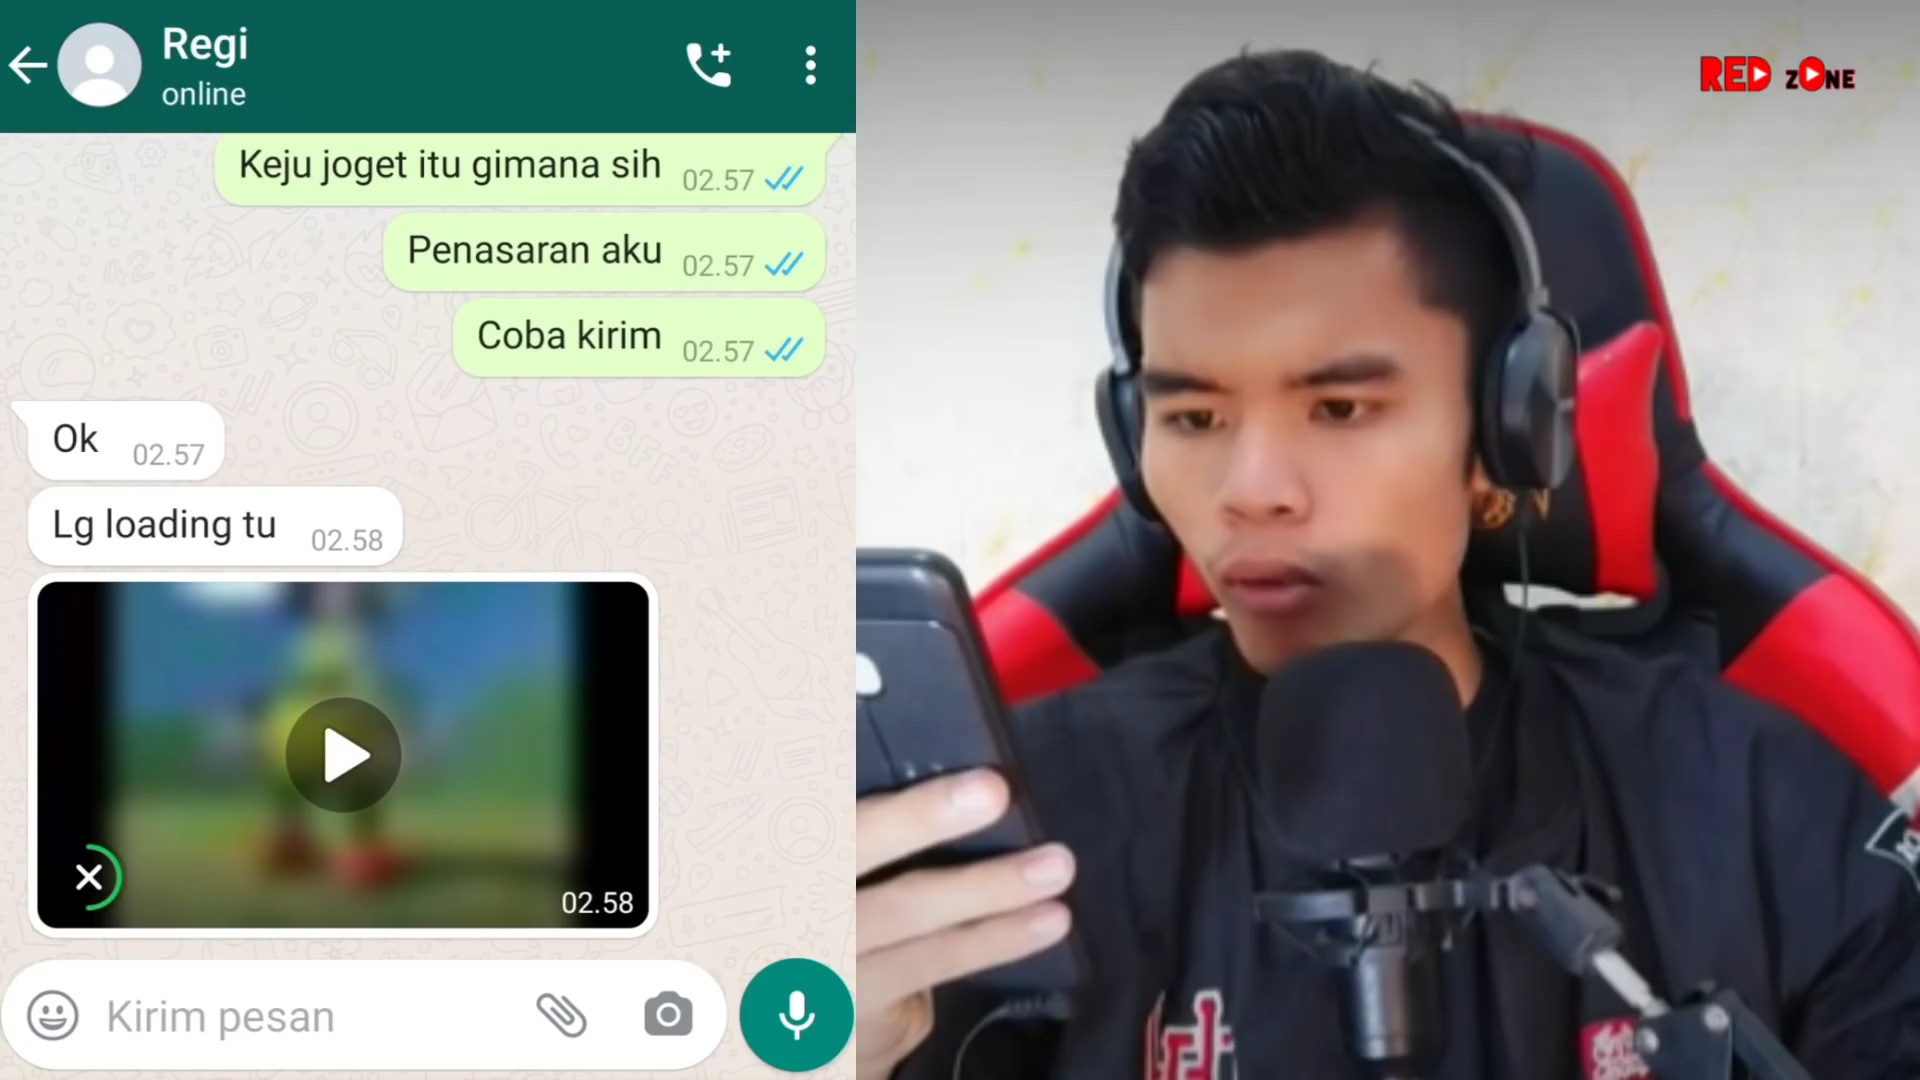 Regi
online
Keju joget itu gimana sih 02.57
Penasaran aku 02.57
Coba kirim 02.57
Ok 02.57
Lg loading tu 02.58
02.58
Kirim pesan
RED ZONE